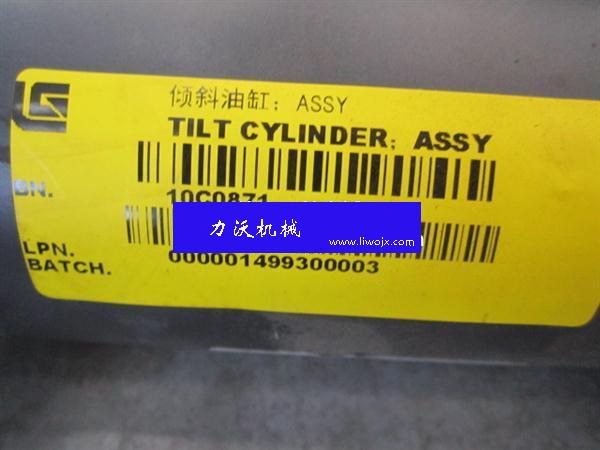 倾斜油缸；ASSY
TILT CYLINDER；ASSY
BN.
10C0871
力沃机械
www.liwojx.com
LPN.
BATCH.
000001499300003